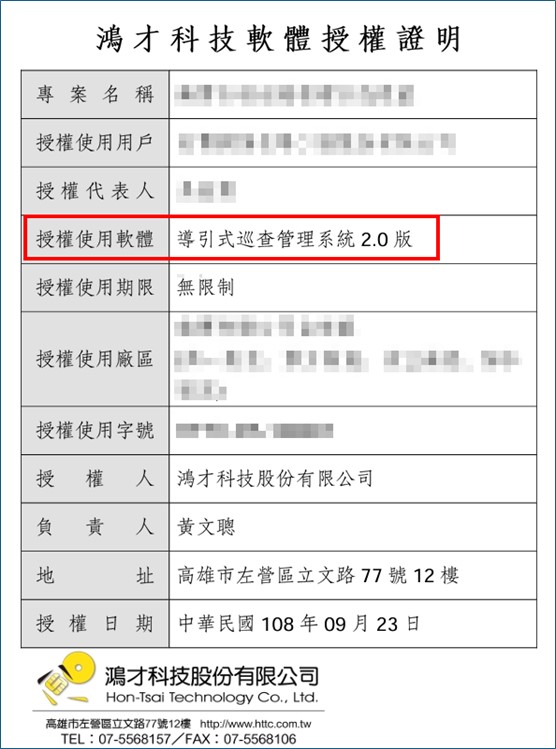 鴻才科技軟體授權證明
專案名稱
授權使用用戶
授權代表人
授權使用軟體 導引式巡查管理系統 2.0 版
授權使用期限 無限制
授權使用廠區
授權使用字號
授權人 鴻才科技股份有限公司
負責人 黃文聰
地址 高雄市左營區立文路 77 號 12 樓
授權日期 中華民國 108 年 09 月 23 日
鴻才科技股份有限公司
Hon-Tsai Technology Co., Ltd.
高雄市左營區立文路77號12樓 http://www.httc.com.tw
TEL：07-5568157／FAX：07-5568106